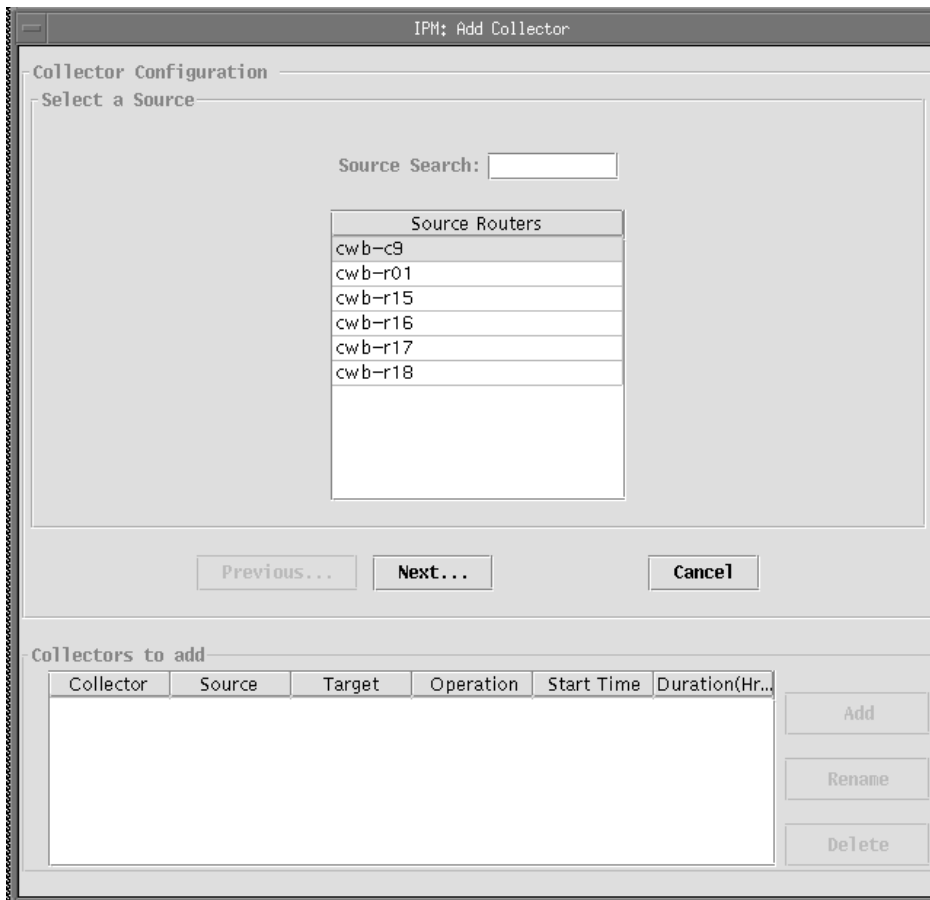 IPM: Add Collector
Collector Configuration
Select a Source
Source Search:
Source Routers
cwb-c9
cwb-r01
cwb-r15
cwb-r16
cwb-r17
cwb-r18
Previous... Next... Cancel
Collectors to add
Collector Source Target Operation Start Time Duration(Hr...
Add
Rename
Delete